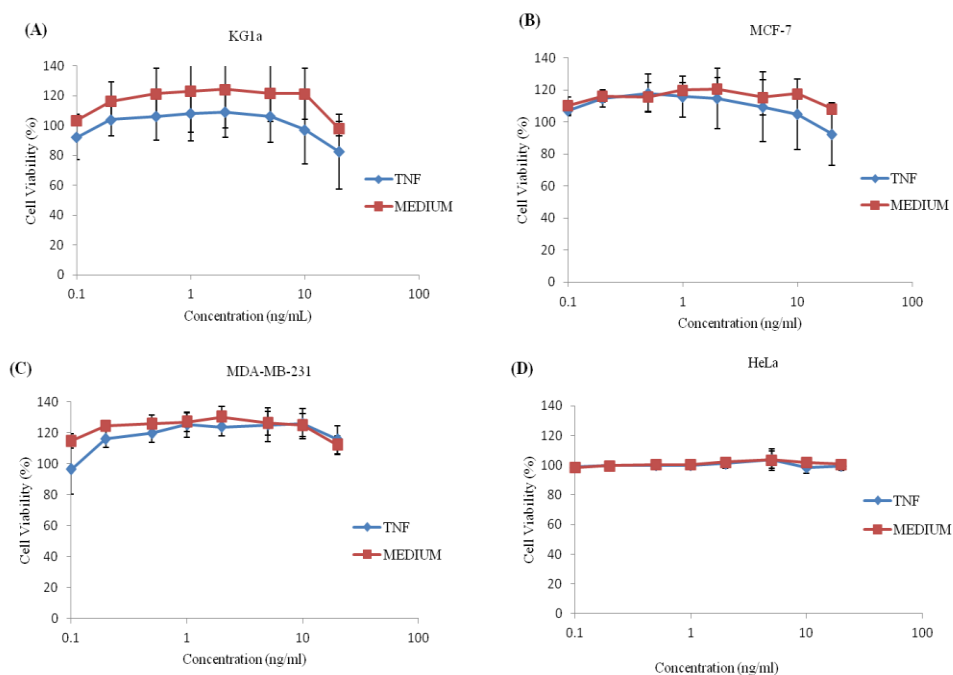 (A)
KG1a
Cell Viability (%)
140
120
100
80
60
40
20
0
0.1
1
10
100
Concentration (ng/mL)
TNF
MEDIUM
(B)
MCF-7
Cell Viability (%)
140
120
100
80
60
40
20
0
0.1
1
10
100
Concentration (ng/ml)
TNF
MEDIUM
(C)
MDA-MB-231
Cell Viability (%)
140
120
100
80
60
40
20
0
0.1
1
10
100
Concentration (ng/ml)
TNF
MEDIUM
(D)
HeLa
Cell Viability (%)
140
120
100
80
60
40
20
0
0.1
1
10
100
Concentration (ng/ml)
TNF
MEDIUM